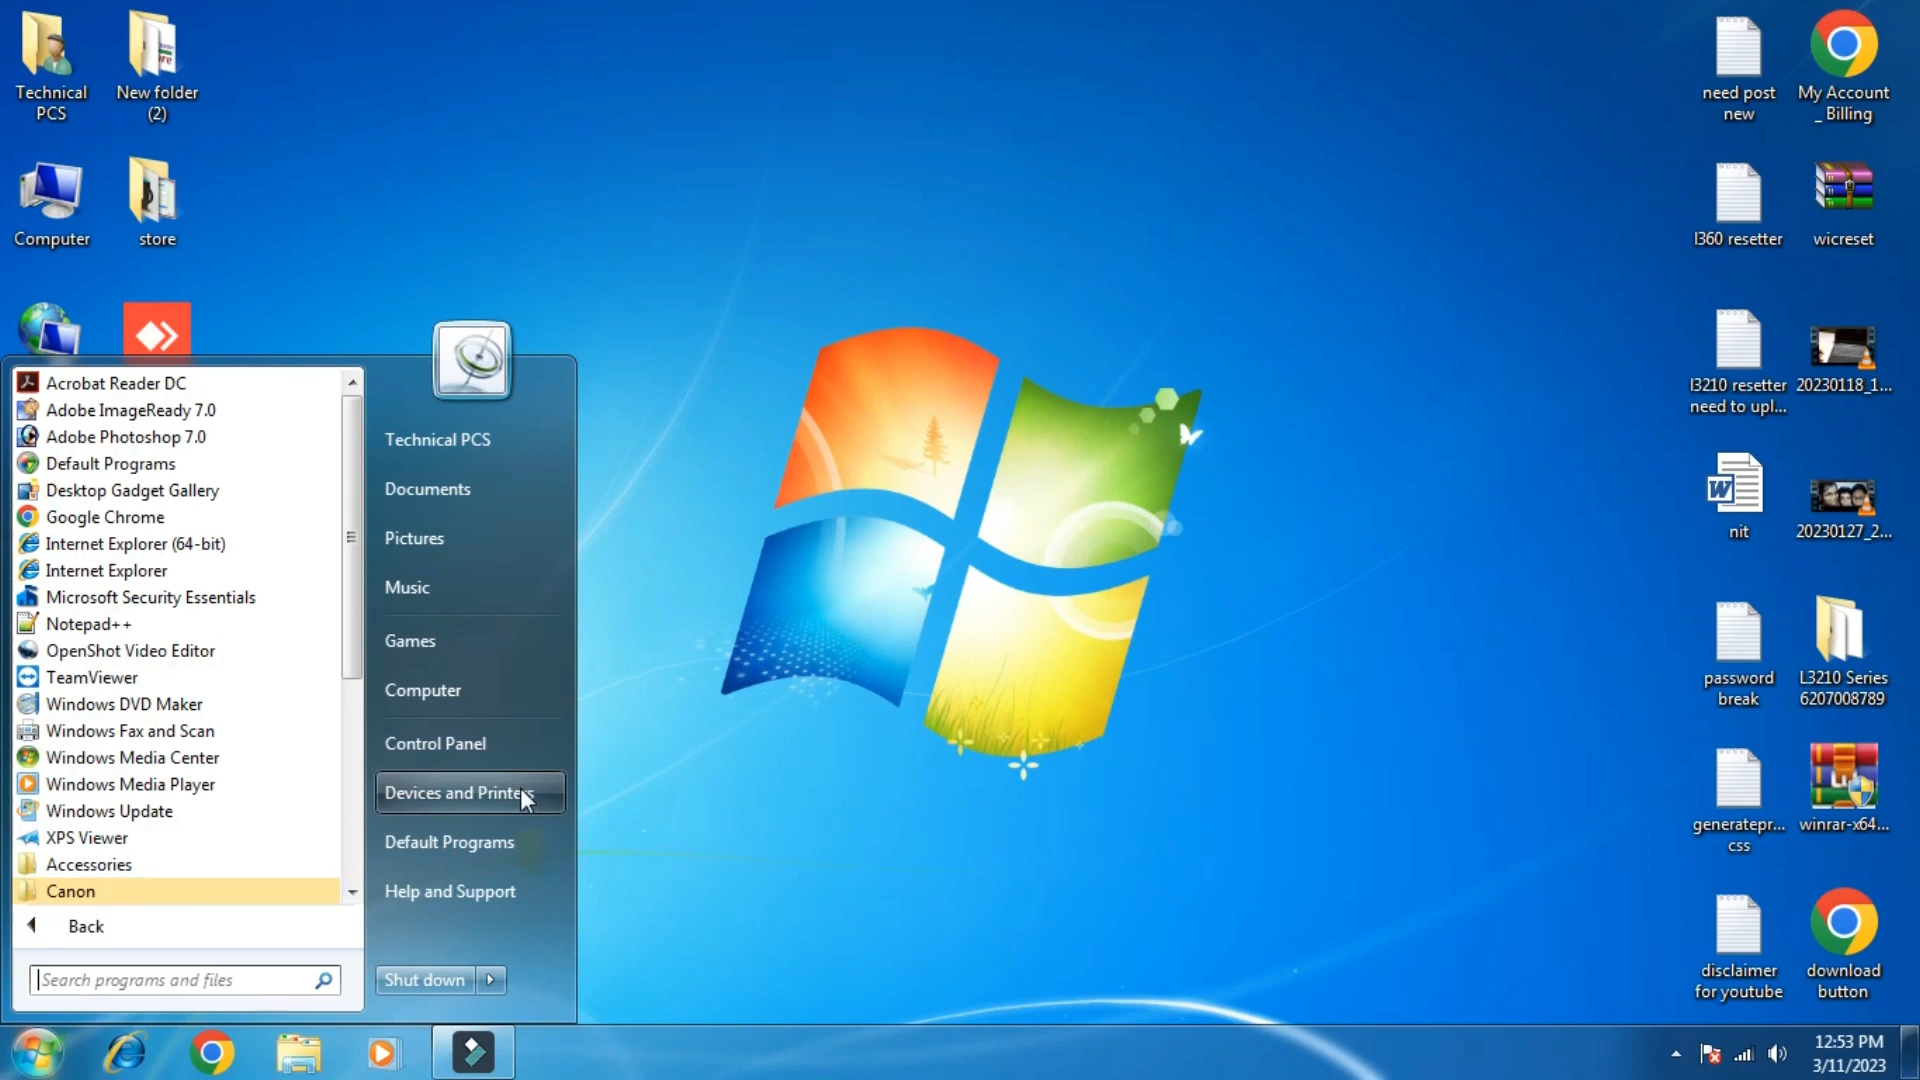 Technical
PCS
New folder
(2)
Computer
store
Acrobat Reader DC
Adobe ImageReady 7.0
Adobe Photoshop 7.0
Default Programs
Desktop Gadget Gallery
Google Chrome
Internet Explorer (64-bit)
Internet Explorer
Microsoft Security Essentials
Notepad++
OpenShot Video Editor
TeamViewer
Windows DVD Maker
Windows Fax and Scan
Windows Media Center
Windows Media Player
Windows Update
XPS Viewer
Accessories
Canon
Back
Search programs and files
Technical PCS
Documents
Pictures
Music
Games
Computer
Control Panel
Devices and Printers
Default Programs
Help and Support
Shut down
need post
new
My Account
_ Billing
l360 resetter
wicreset
l3210 resetter
need to upl...
20230118_1...
nit
20230127_2...
password
break
L3210 Series
6207008789
generatepr...
css
winrar-x64...
disclaimer
for youtube
download
button
12:53 PM
3/11/2023